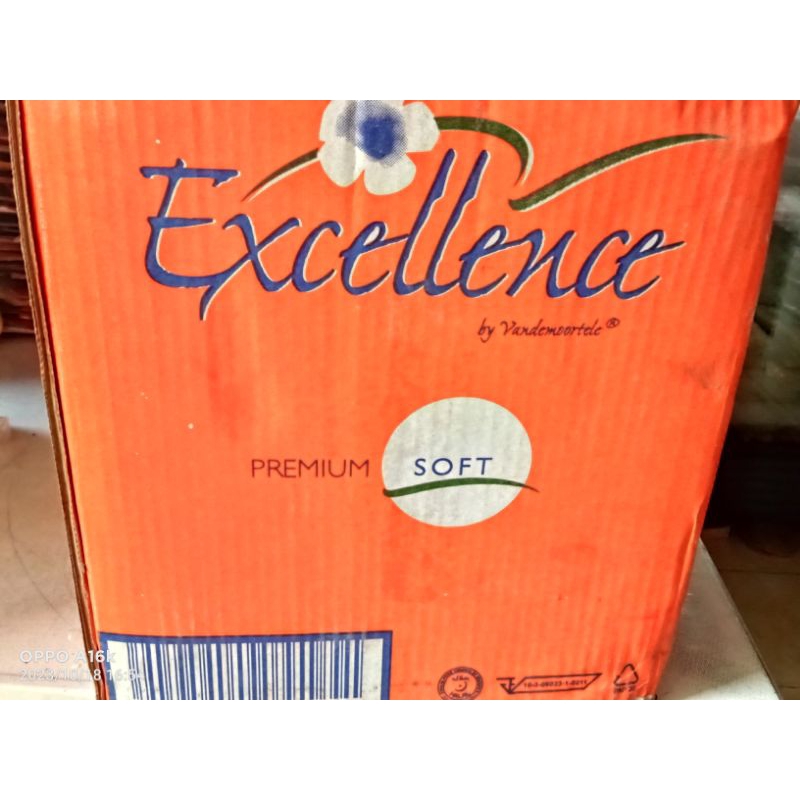 Excellence
by Vandemoortele ®
PREMIUM SOFT
OPPO A16k